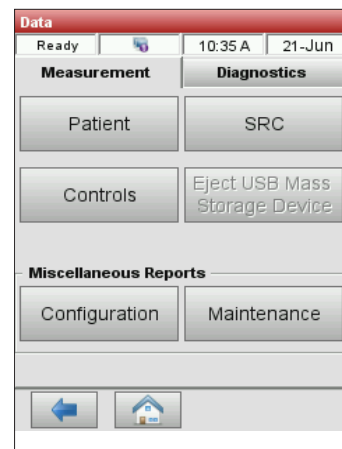 Data
Ready 10:35 A 21-Jun
Measurement Diagnostics
Patient SRC
Controls Eject USB Mass
Storage Device
Miscellaneous Reports
Configuration Maintenance